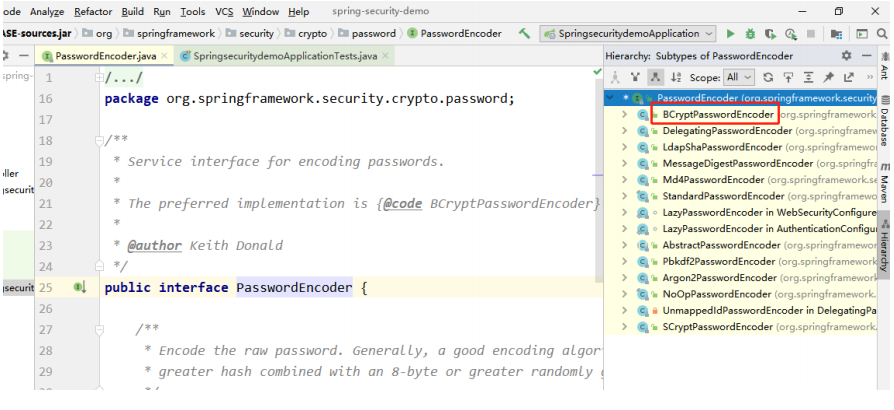 ode Analyze Refactor Build Run Tools VCS Window Help spring-security-demo
ASE-sources.jar org springframework security crypto password PasswordEncoder SpringsecuritydemoApplication
PasswordEncoder.java SpringsecuritydemoApplicationTests.java
Hierarchy: Subtypes of PasswordEncoder
Scope: All
spring-
ller
jsecurit
jsecurit
1 /.../
16 package org.springframework.security.crypto.password;
17
18 /**
19 * Service interface for encoding passwords.
20 *
21 * The preferred implementation is {@code BCryptPasswordEncoder}
22 *
23 * @author Keith Donald
24 */
25 public interface PasswordEncoder {
26
27 /**
28 * Encode the raw password. Generally, a good encoding algor
29 * greater hash combined with an 8-byte or greater randomly g
PasswordEncoder (org.springframework.security
BCryptPasswordEncoder (org.springframewo
DelegatingPasswordEncoder (org.springframew
LdapShaPasswordEncoder (org.springframewo
MessageDigestPasswordEncoder (org.springfra
Md4PasswordEncoder (org.springframework.se
StandardPasswordEncoder (org.springframewo
LazyPasswordEncoder in WebSecurityConfigure
LazyPasswordEncoder in AuthenticationConfigu
AbstractPasswordEncoder (org.springframewor
Pbkdf2PasswordEncoder (org.springframework
Argon2PasswordEncoder (org.springframework
NoOpPasswordEncoder (org.springframework.s
UnmappedIdPasswordEncoder in DelegatingPa
SCryptPasswordEncoder (org.springframework.
Ant
Database
Maven
Hierarchy